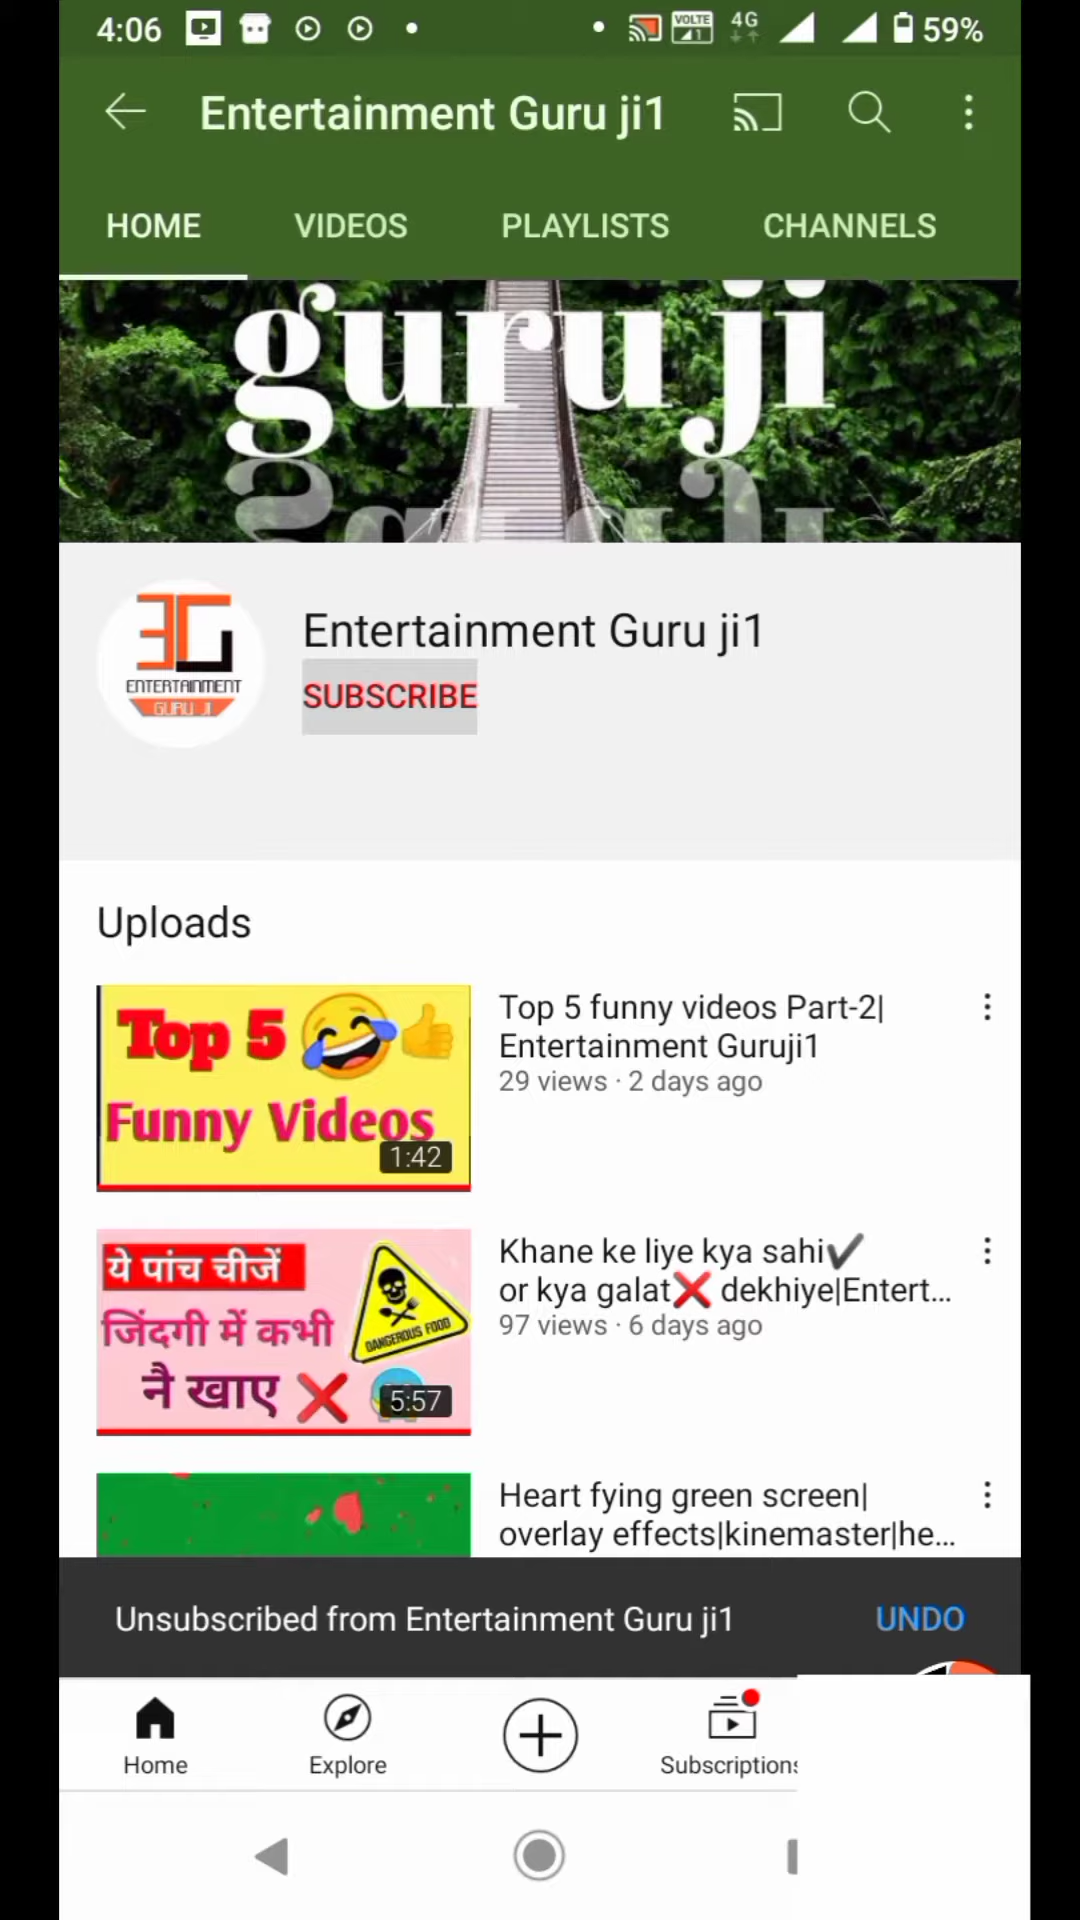 4:06
VOLTE
1
4G
59%
Entertainment Guru ji1
HOME
VIDEOS
PLAYLISTS
CHANNELS
guru ji
ENTERTAINMENT
GURU JI
Entertainment Guru ji1
SUBSCRIBE
Uploads
Top 5
Funny Videos
1:42
Top 5 funny videos Part-2|
Entertainment Guruji1
29 views · 2 days ago
ये पांच चीजें
जिंदगी में कभी
नै खाए
DANGEROUS FOOD
5:57
Khane ke liye kya sahi✔
or kya galat❌ dekhiye|Entert...
97 views · 6 days ago
Heart fying green screen|
overlay effects|kinemaster|he...
Unsubscribed from Entertainment Guru ji1
UNDO
Home
Explore
Subscriptions